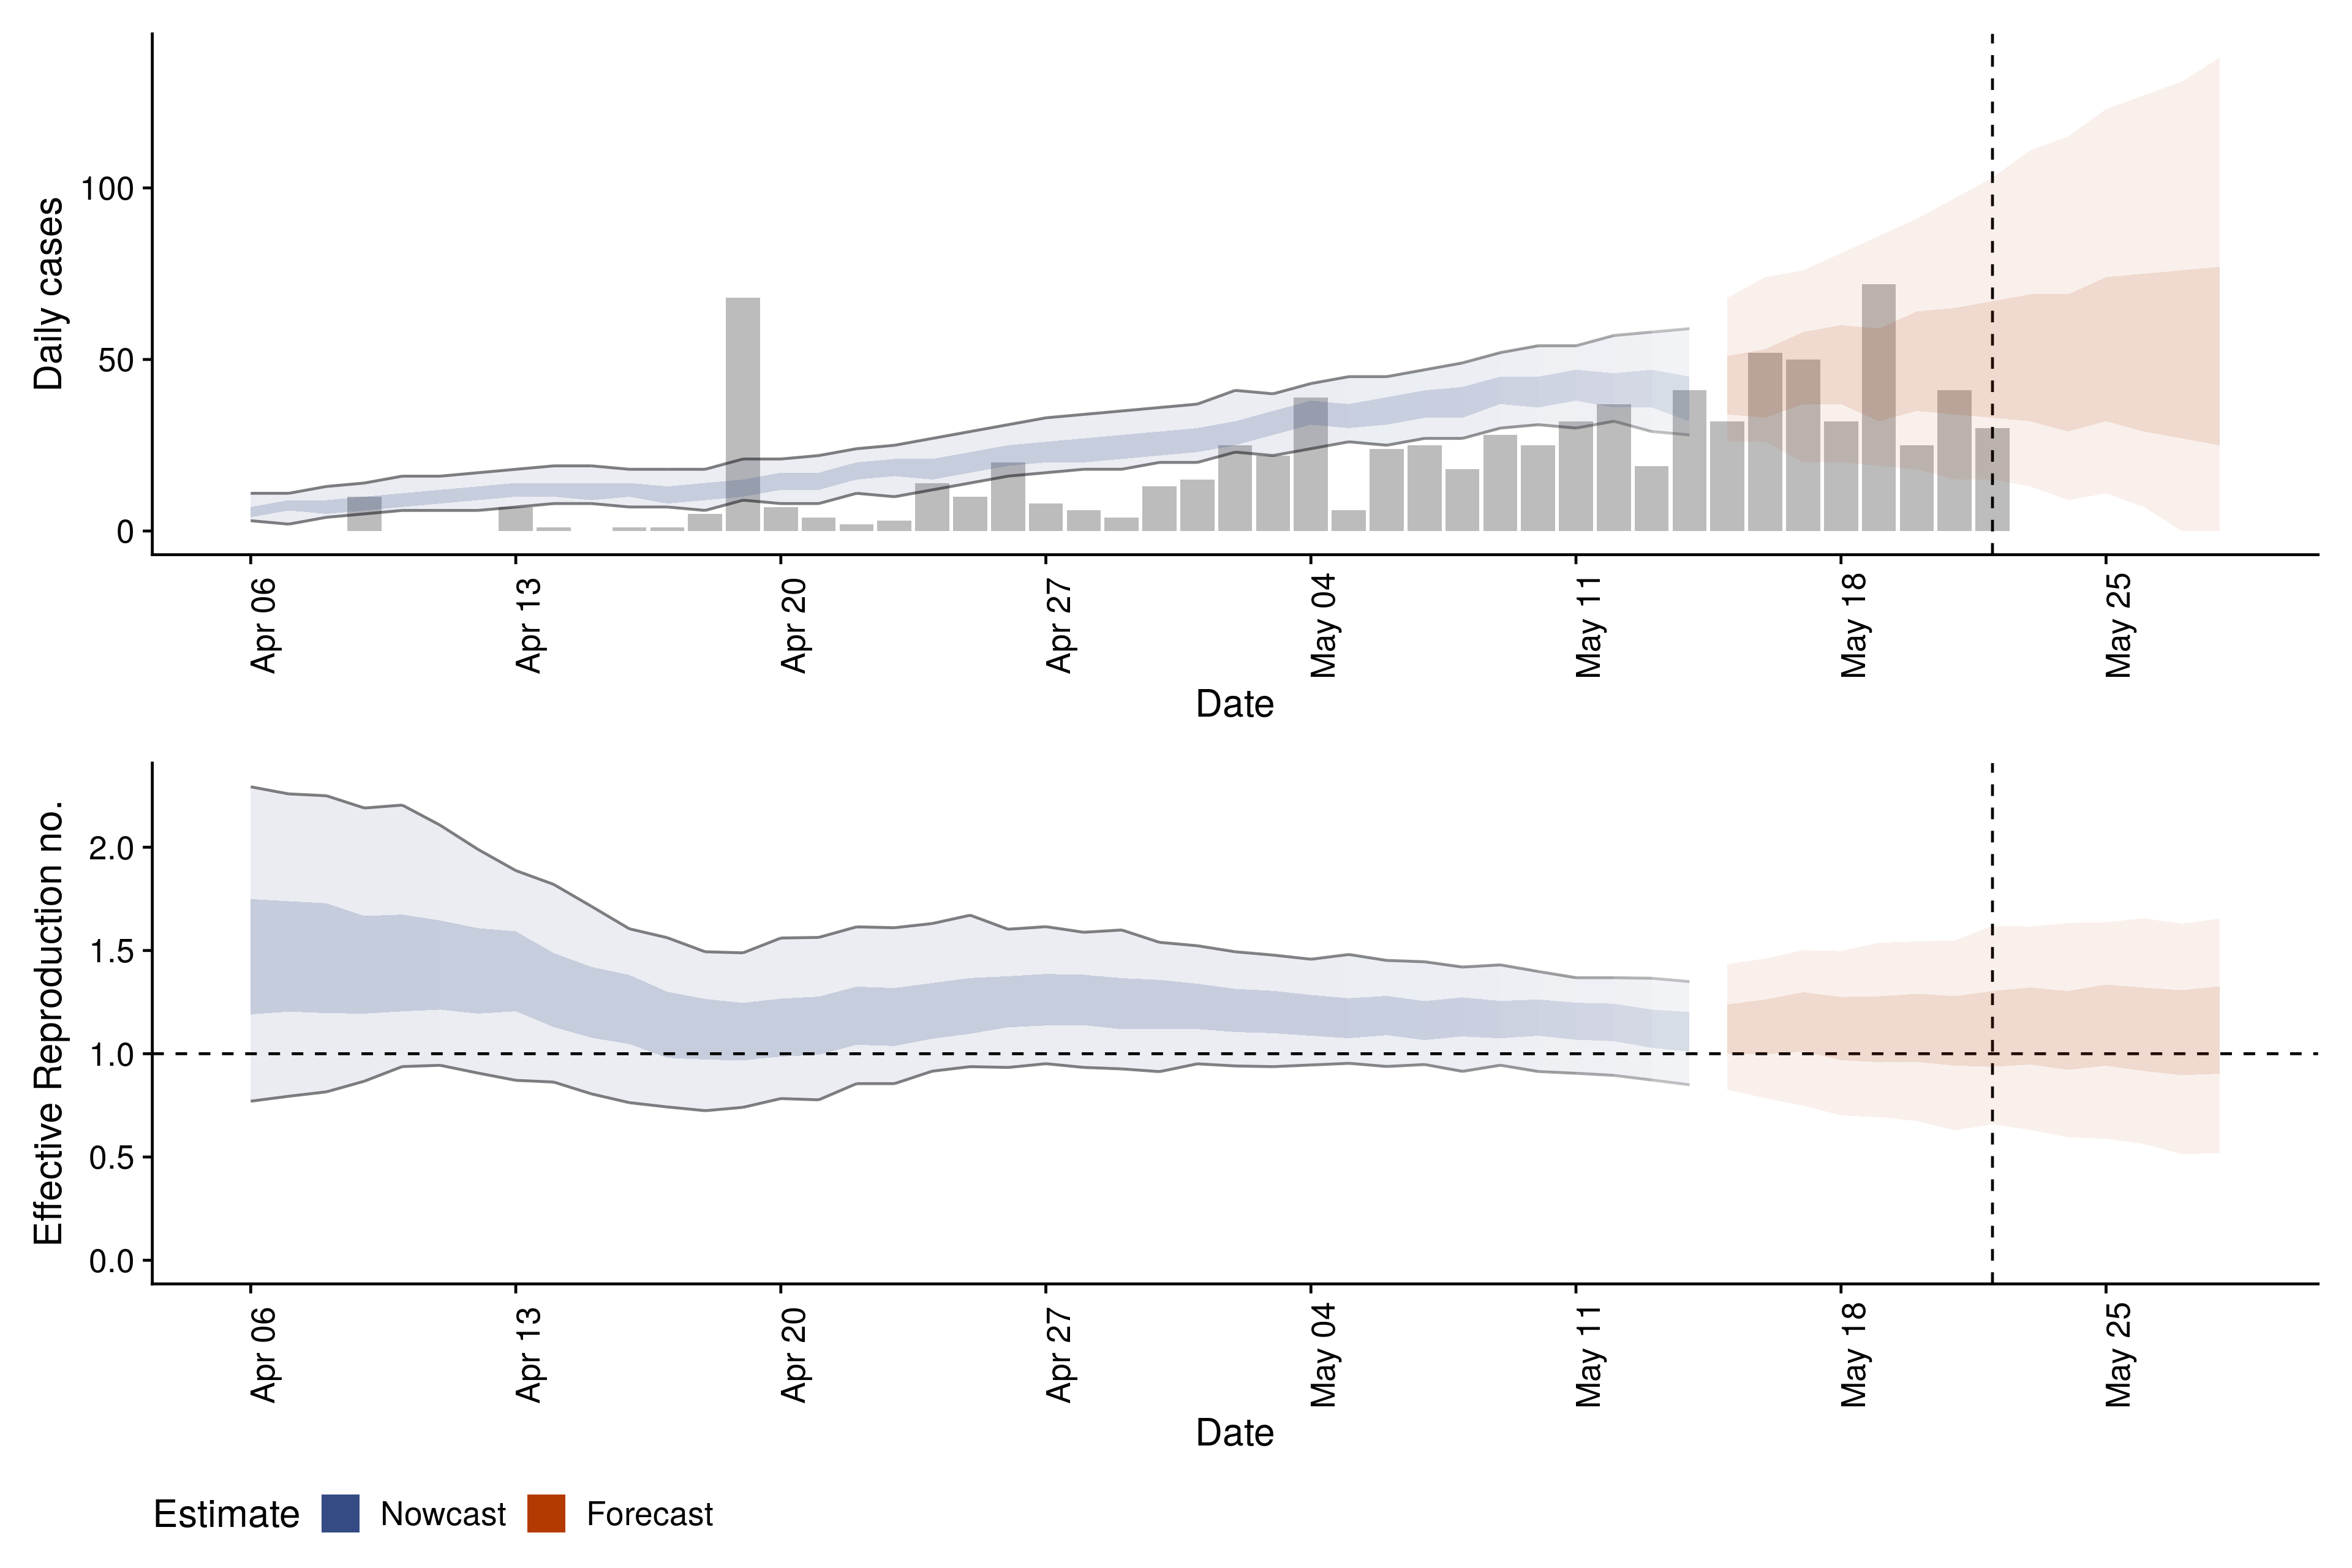 Daily cases
100
50
0
Apr 06
Apr 13
Apr 20
Apr 27
May 04
May 11
May 18
May 25
Date
Effective Reproduction no.
2.0
1.5
1.0
0.5
0.0
Apr 06
Apr 13
Apr 20
Apr 27
May 04
May 11
May 18
May 25
Date
Estimate Nowcast Forecast